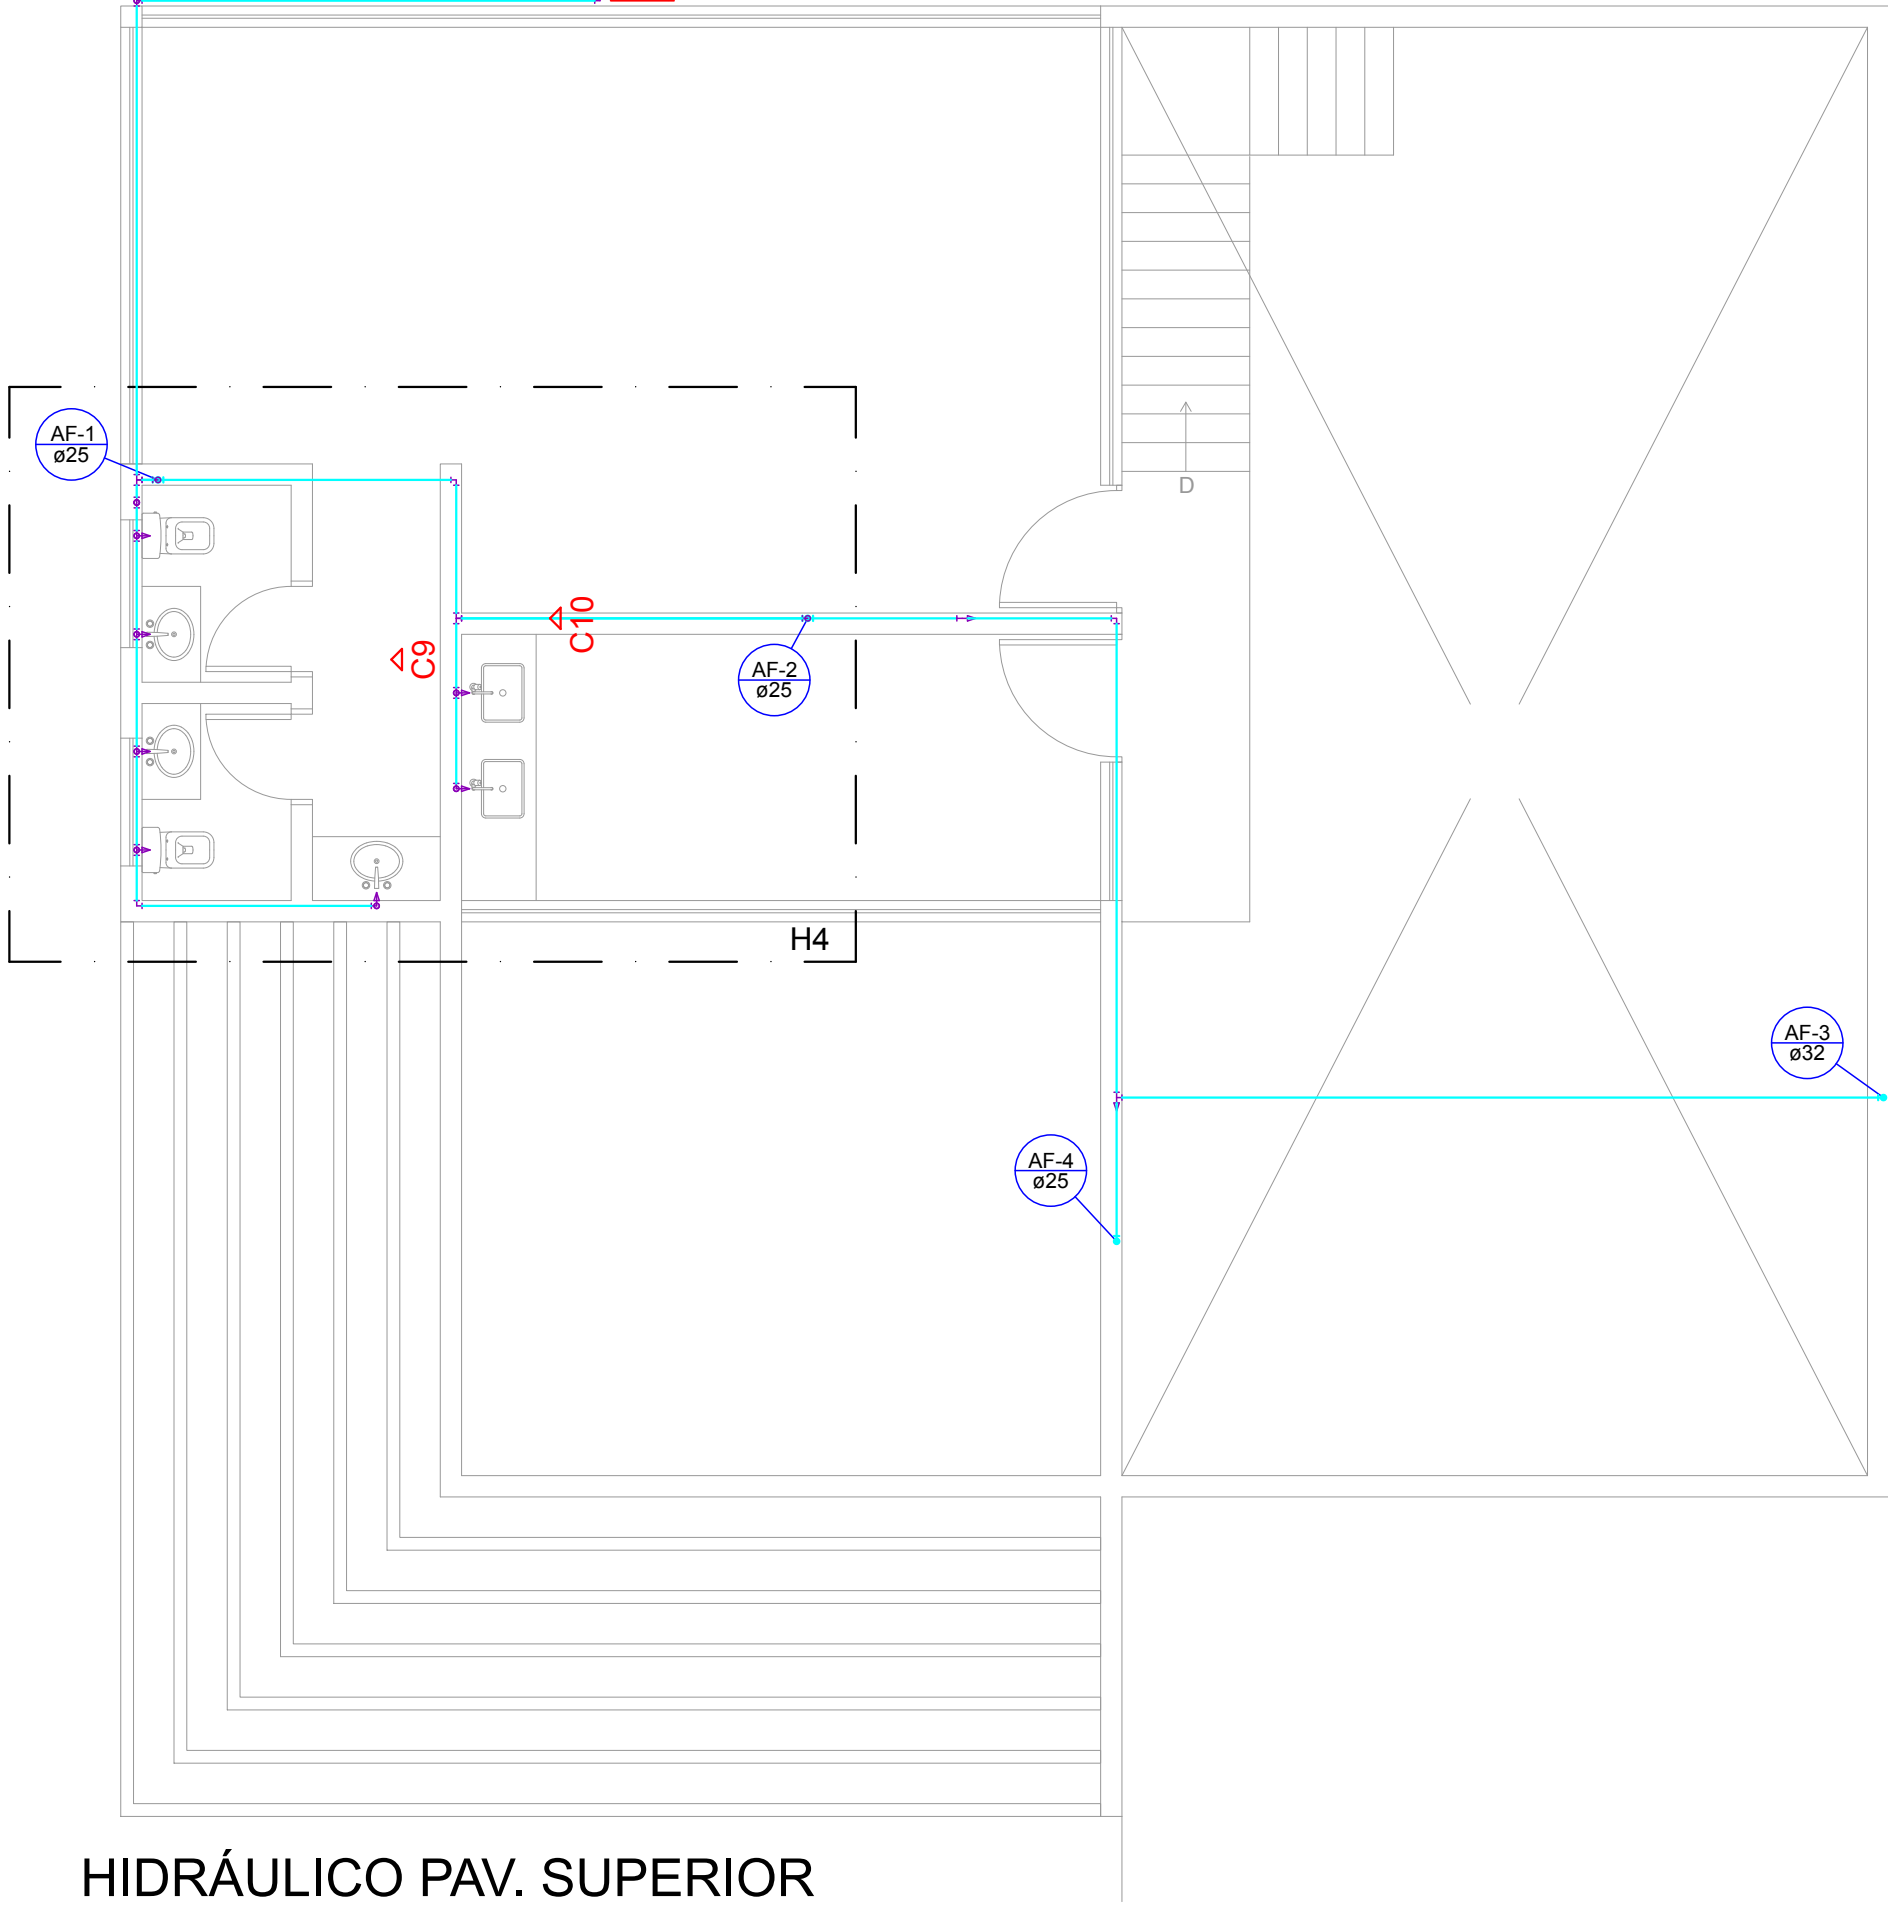 AF-1
ø25
D
C10
C9
AF-2
ø25
H4
AF-3
ø32
AF-4
ø25
HIDRÁULICO PAV. SUPERIOR